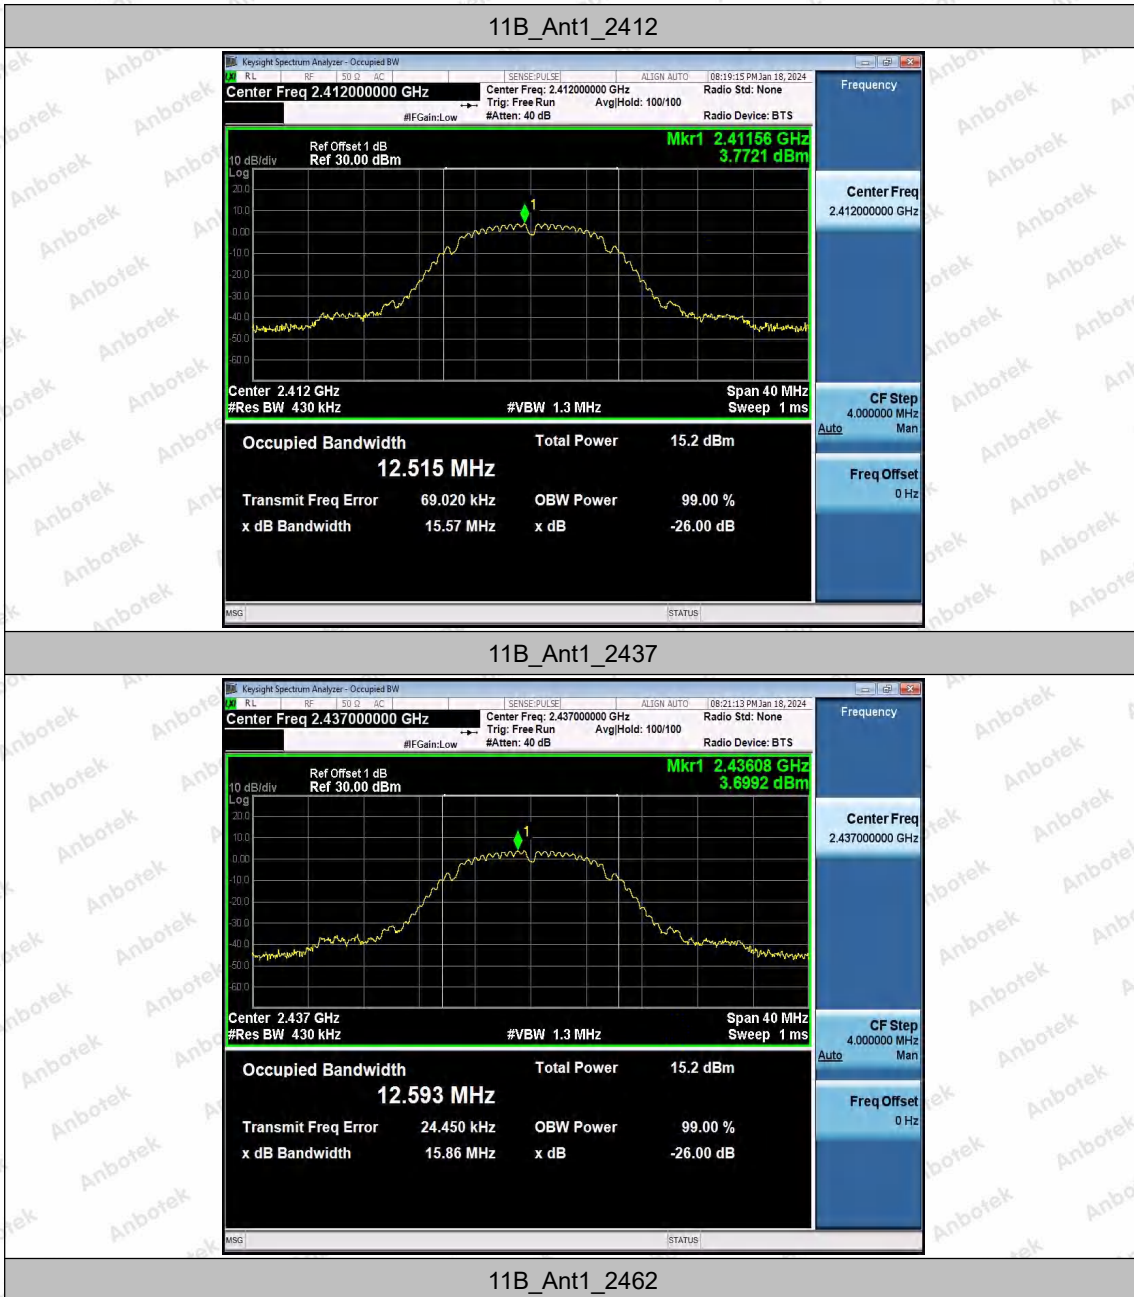 11B_Ant1_2412
Keysight Spectrum Analyzer - Occupied BW
LXI RL RF 50 Ω AC SENSE:PULSE ALIGN AUTO 08:19:15 PM Jan 18, 2024
Center Freq 2.412000000 GHz Center Freq: 2.412000000 GHz Radio Std: None Frequency
Trig: Free Run Avg|Hold: 100/100
#IFGain:Low #Atten: 40 dB Radio Device: BTS
Mkr1 2.41156 GHz
3.7721 dBm
Ref Offset 1 dB
10 dB/div Ref 30.00 dBm
Log
20.0
10.0
0.00
-10.0
-20.0
-30.0
-40.0
-50.0
-60.0
1
Center Freq
2.412000000 GHz
Center 2.412 GHz Span 40 MHz
#Res BW 430 kHz #VBW 1.3 MHz Sweep 1 ms
CF Step
4.000000 MHz
Auto Man
Occupied Bandwidth Total Power 15.2 dBm
12.515 MHz
Transmit Freq Error 69.020 kHz OBW Power 99.00 %
x dB Bandwidth 15.57 MHz x dB -26.00 dB
Freq Offset
0 Hz
MSG STATUS
11B_Ant1_2437
Keysight Spectrum Analyzer - Occupied BW
LXI RL RF 50 Ω AC SENSE:PULSE ALIGN AUTO 08:21:13 PM Jan 18, 2024
Center Freq 2.437000000 GHz Center Freq: 2.437000000 GHz Radio Std: None Frequency
Trig: Free Run Avg|Hold: 100/100
#IFGain:Low #Atten: 40 dB Radio Device: BTS
Mkr1 2.43608 GHz
3.6992 dBm
Ref Offset 1 dB
10 dB/div Ref 30.00 dBm
Log
20.0
10.0
0.00
-10.0
-20.0
-30.0
-40.0
-50.0
-60.0
1
Center Freq
2.437000000 GHz
Center 2.437 GHz Span 40 MHz
#Res BW 430 kHz #VBW 1.3 MHz Sweep 1 ms
CF Step
4.000000 MHz
Auto Man
Occupied Bandwidth Total Power 15.2 dBm
12.593 MHz
Transmit Freq Error 24.450 kHz OBW Power 99.00 %
x dB Bandwidth 15.86 MHz x dB -26.00 dB
Freq Offset
0 Hz
MSG STATUS
11B_Ant1_2462